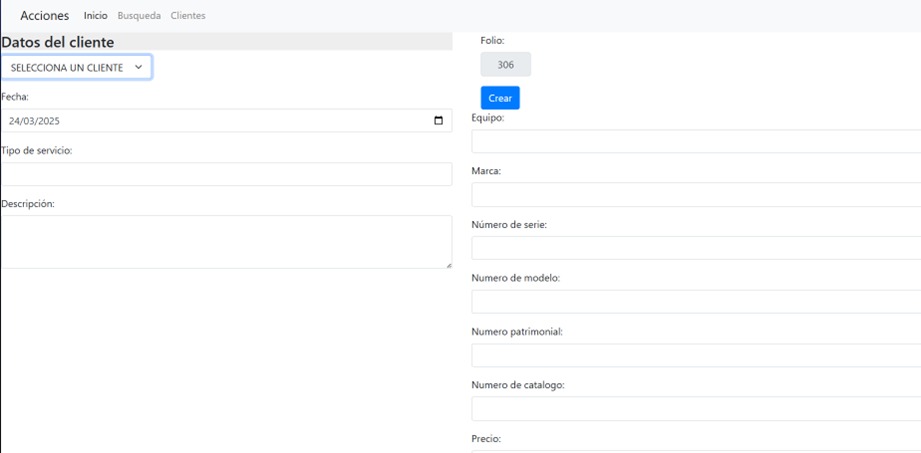 Acciones Inicio Busqueda Clientes
Datos del cliente
SELECCIONA UN CLIENTE
Fecha:
24/03/2025
Tipo de servicio:
Descripción:
Folio:
306
Crear
Equipo:
Marca:
Número de serie:
Numero de modelo:
Numero patrimonial:
Numero de catalogo:
Precio: